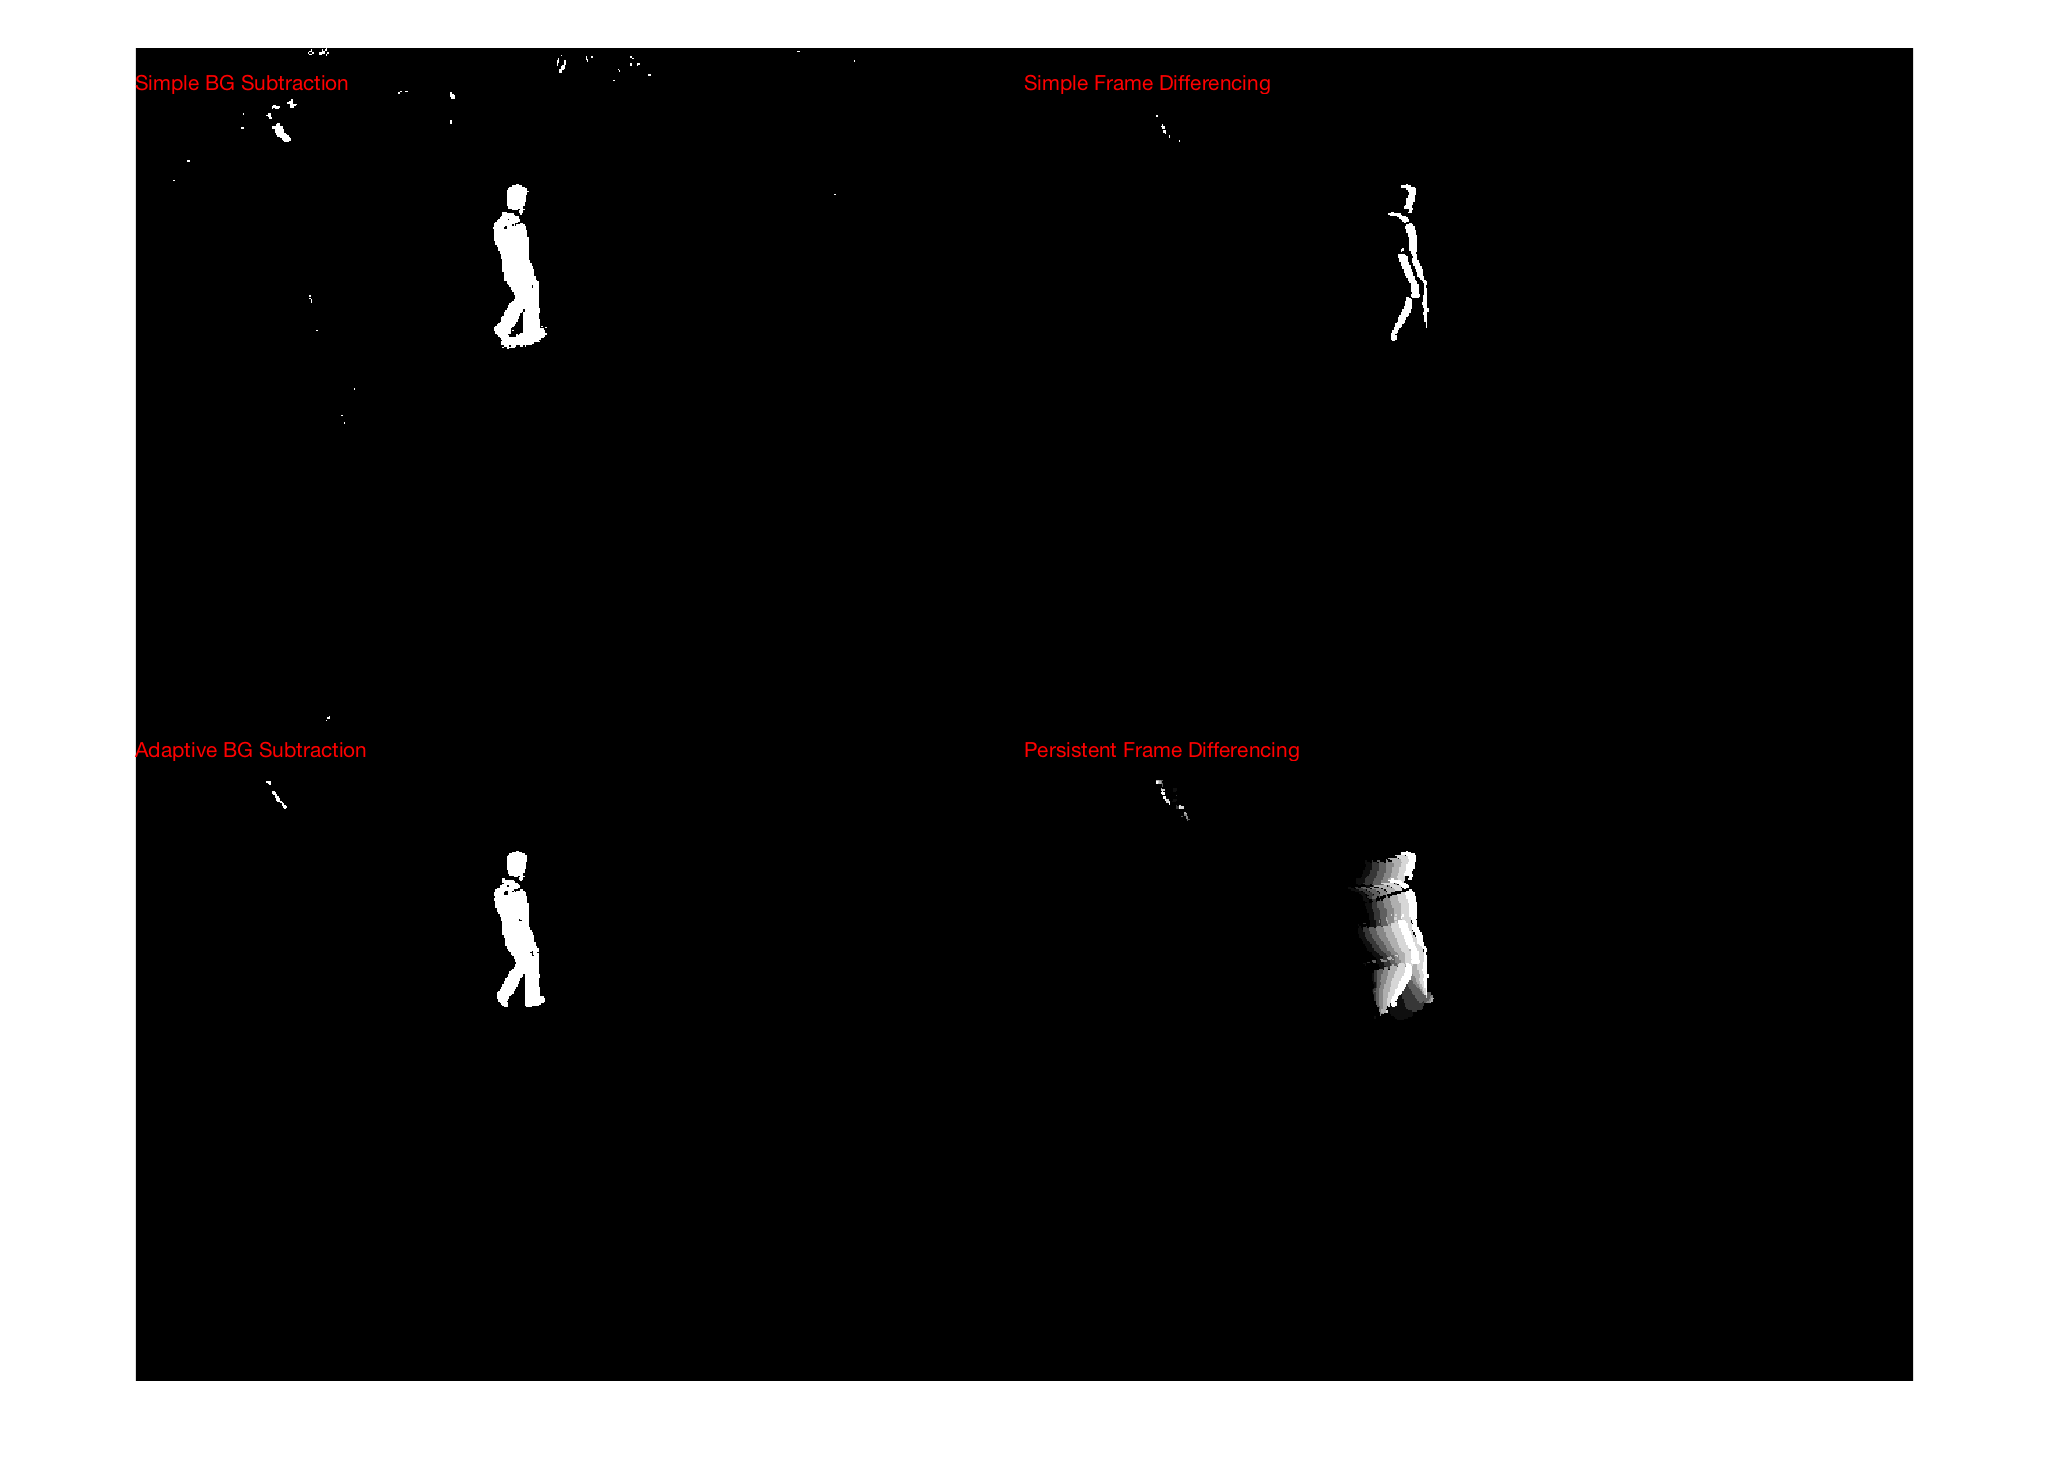 Simple BG Subtraction
Simple Frame Differencing
Adaptive BG Subtraction
Persistent Frame Differencing